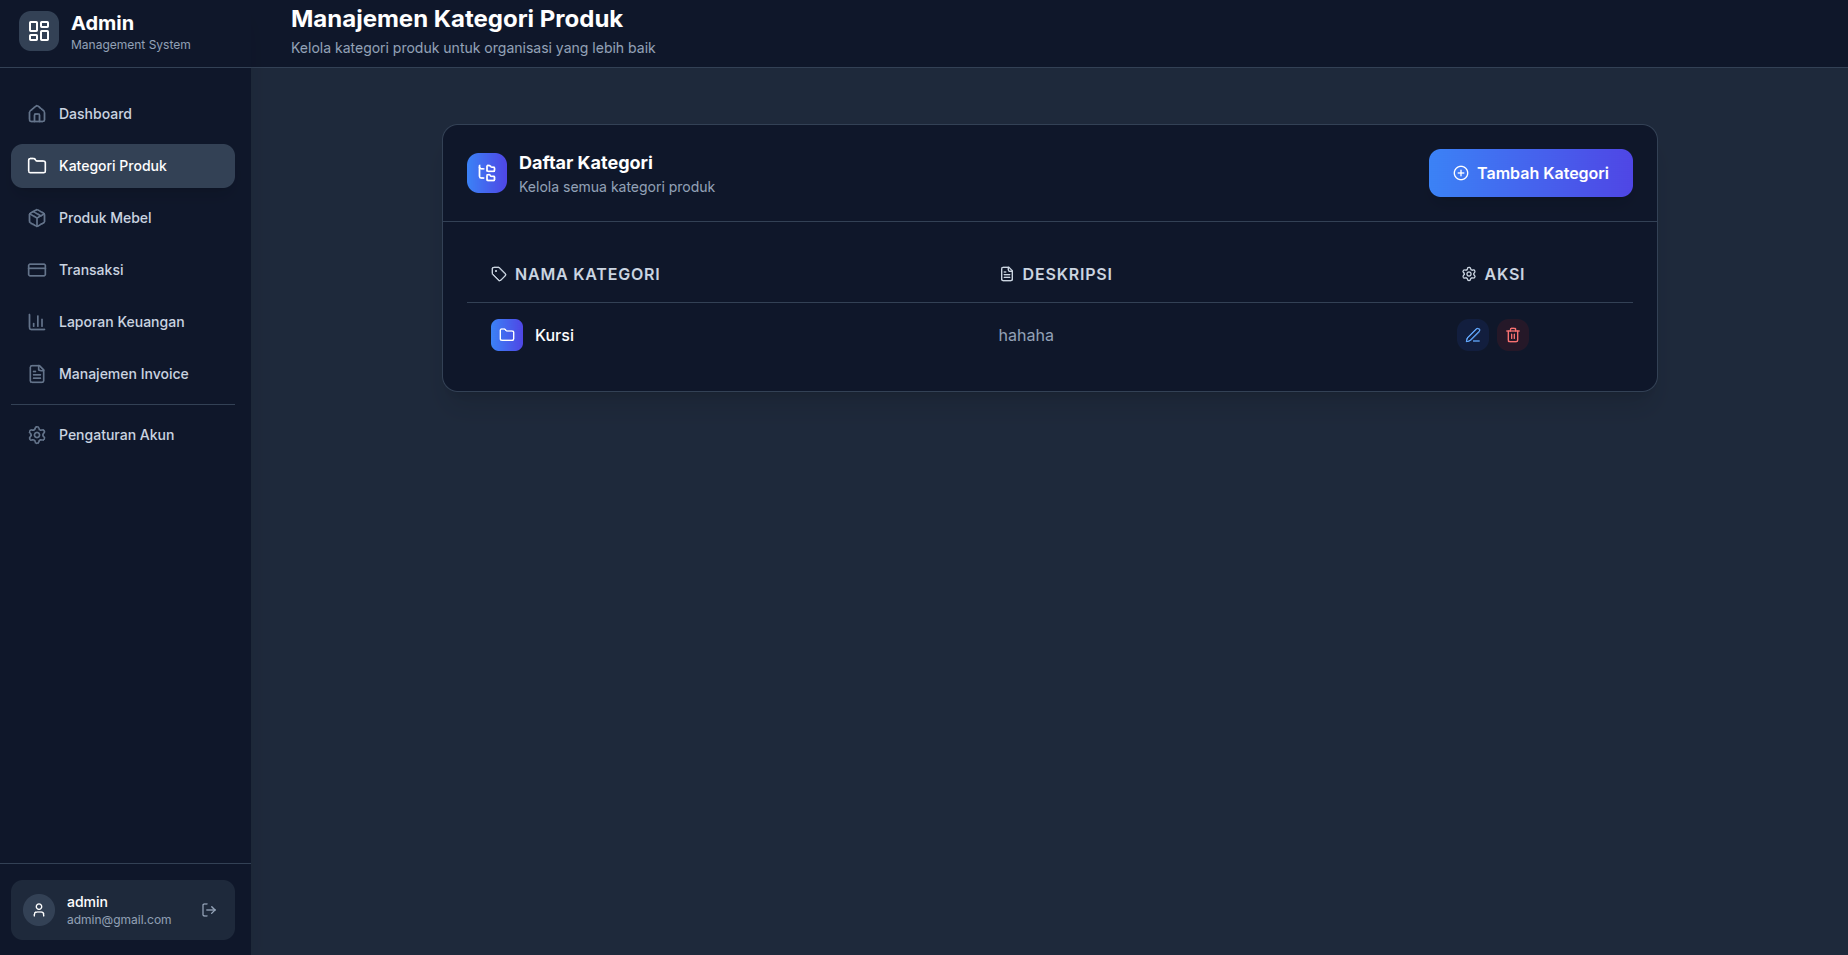 Admin
Management System
Manajemen Kategori Produk
Kelola kategori produk untuk organisasi yang lebih baik
Dashboard
Kategori Produk
Produk Mebel
Transaksi
Laporan Keuangan
Manajemen Invoice
Pengaturan Akun
admin
admin@gmail.com
Daftar Kategori
Kelola semua kategori produk
Tambah Kategori
NAMA KATEGORI DESKRIPSI AKSI
Kursi hahaha